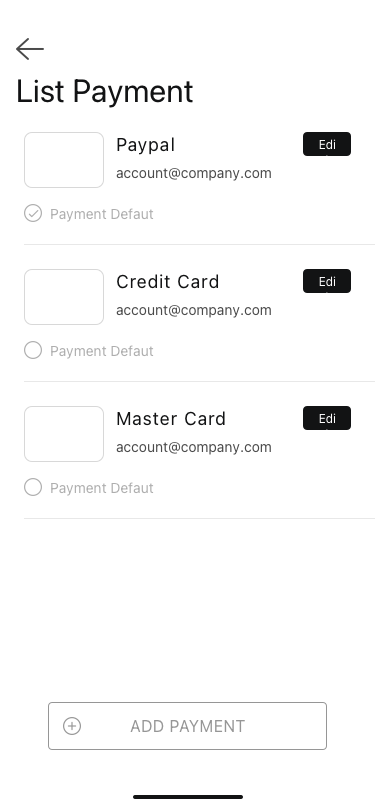 List Payment
Paypal
Edi
account@company.com
Payment Defaut
Credit Card
Edi
account@company.com
Payment Defaut
Master Card
Edi
account@company.com
Payment Defaut
ADD PAYMENT